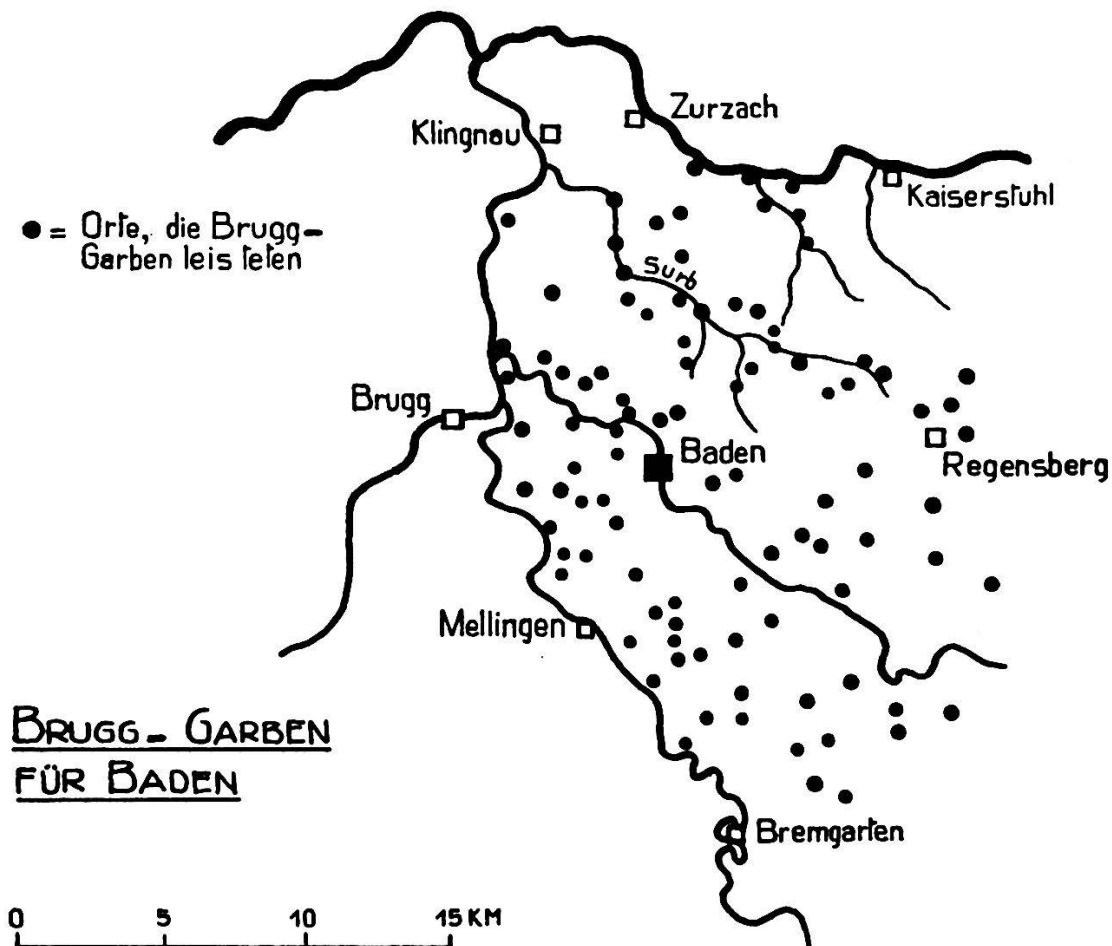 Zurzach
Klingnau
Kaiserstuhl
● = Orte, die Brugg-
Garben leisteten
Surb
Brugg
Baden
Regensberg
Mellingen
BRUGG - GARBEN
FÜR BADEN
Bremgarten
0 5 10 15 KM